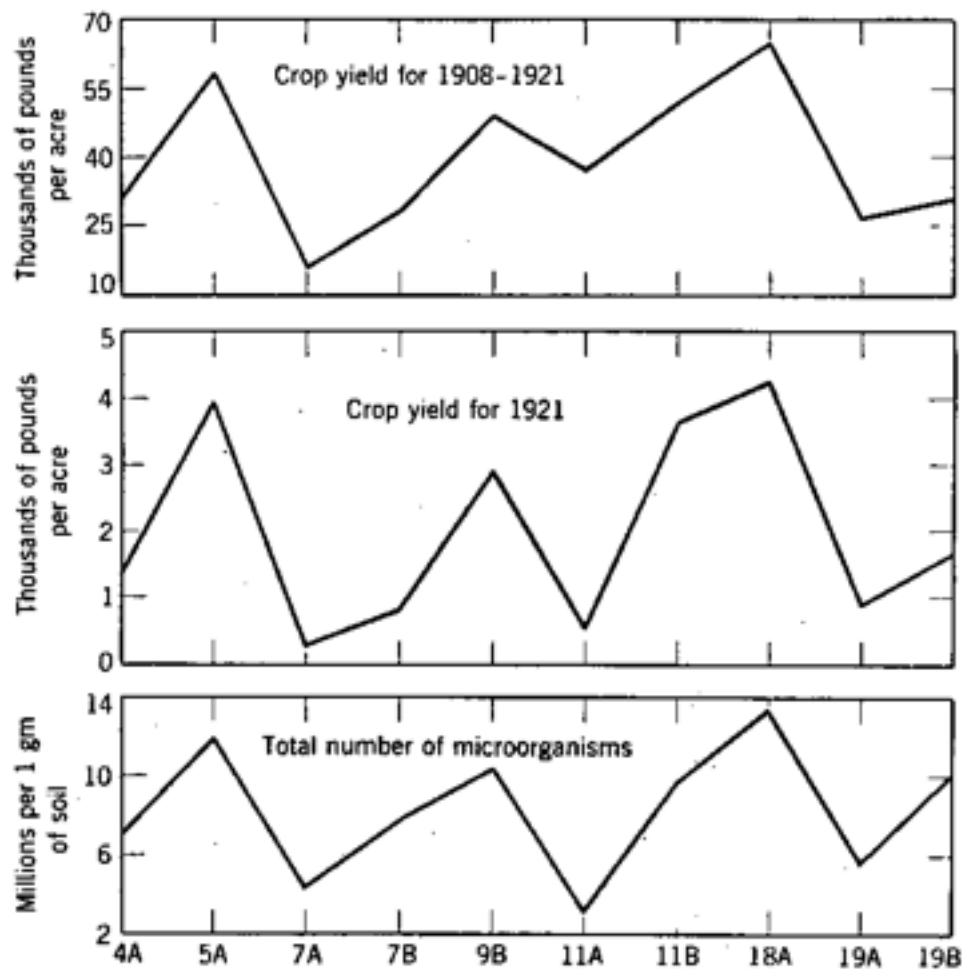 70
Crop yield for 1908-1921
55
40
25
10
Thousands of pounds
per acre
5
4
Crop yield for 1921
3
2
1
0
Thousands of pounds
per acre
14
Total number of microorganisms
10
6
2
Millions per 1 gm
of soil
4A 5A 7A 7B 9B 11A 11B 18A 19A 19B